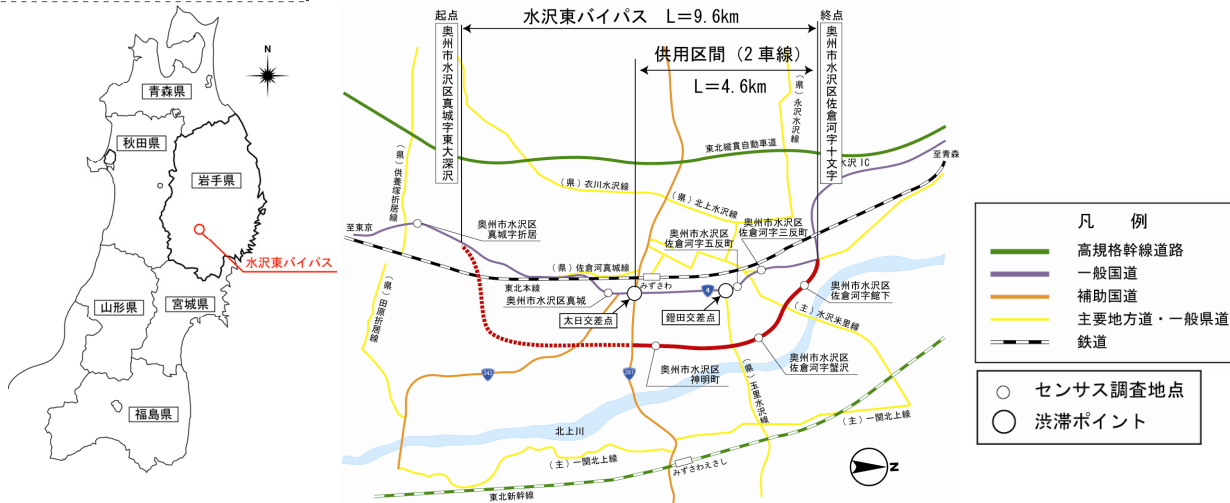 N
青森県
秋田県
岩手県
水沢東バイパス
山形県
宮城県
福島県
水沢東バイパス L=9.6km
起点
奥州市水沢区真城字東大深沢
終点
奥州市水沢区佐倉河字十文字
供用区間（2車線）
L=4.6km
（県）永沢水沢線
東北縦貫自動車道
水沢IC
至青森
（県）供養塚折居線
（県）衣川水沢線
（県）北上水沢線
至東京
奥州市水沢区
真城字折居
奥州市水沢区
佐倉河字五反町
奥州市水沢区
佐倉河字三反町
（県）佐倉河真城線
東北本線
みずさわ
奥州市水沢区真城
4
太日交差点
鐙田交差点
奥州市水沢区
佐倉河字館下
（主）水沢米里線
（県）田原折居線
343
397
奥州市水沢区
神明町
奥州市水沢区
佐倉河字蟹沢
（県）玉里水沢線
北上川
（主）一関北上線
（主）一関北上線
みずさわえさし
東北新幹線
N
凡 例
高規格幹線道路
一般国道
補助国道
主要地方道・一般県道
鉄道
センサス調査地点
渋滞ポイント